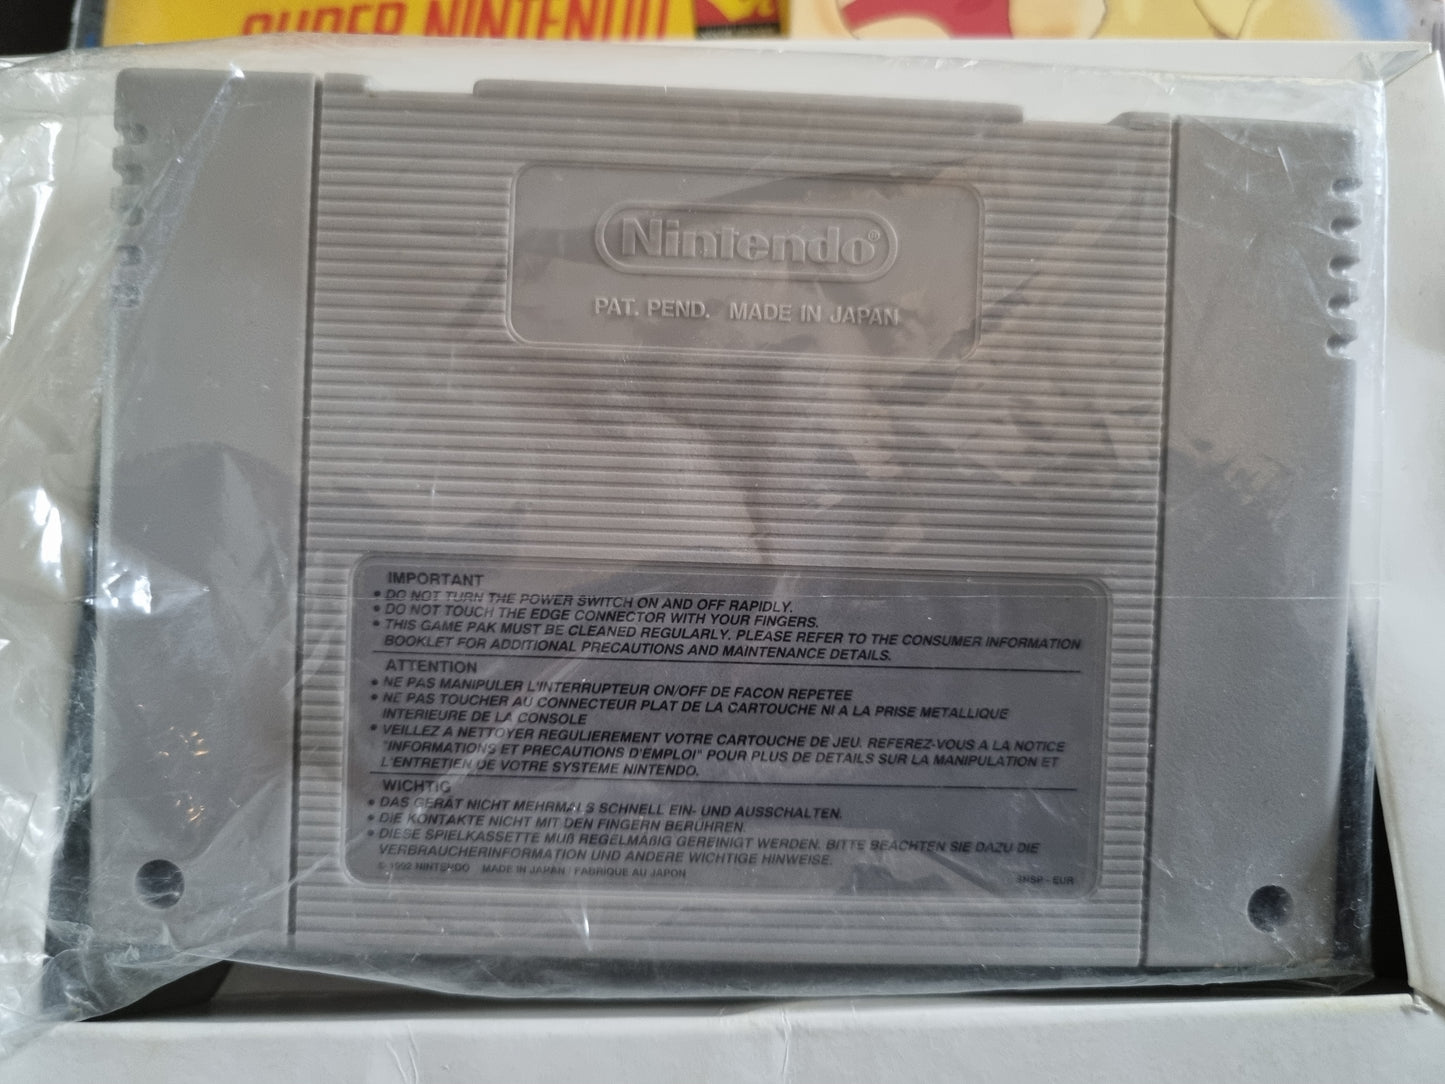 SUPER NINTENDO
Nintendo®
PAT. PEND. MADE IN JAPAN
IMPORTANT
• DO NOT TURN THE POWER SWITCH ON AND OFF RAPIDLY.
• DO NOT TOUCH THE EDGE CONNECTOR WITH YOUR FINGERS.
• THIS GAME PAK MUST BE CLEANED REGULARLY. PLEASE REFER TO THE CONSUMER INFORMATION
BOOKLET FOR ADDITIONAL PRECAUTIONS AND MAINTENANCE DETAILS.
ATTENTION
• NE PAS MANIPULER L'INTERRUPTEUR ON/OFF DE FACON REPETEE
• NE PAS TOUCHER AU CONNECTEUR PLAT DE LA CARTOUCHE NI A LA PRISE METALLIQUE
INTERIEURE DE LA CONSOLE
• VEILLEZ A NETTOYER REGULIEREMENT VOTRE CARTOUCHE DE JEU. REFEREZ-VOUS A LA NOTICE
"INFORMATIONS ET PRECAUTIONS D'EMPLOI" POUR PLUS DE DETAILS SUR LA MANIPULATION ET
L'ENTRETIEN DE VOTRE SYSTEME NINTENDO.
WICHTIG
• DAS GERÄT NICHT MEHRMALS SCHNELL EIN- UND AUSSCHALTEN.
• DIE KONTAKTE NICHT MIT DEN FINGERN BERÜHREN.
• DIESE SPIELKASSETTE MUß REGELMÄßIG GEREINIGT WERDEN. BITTE BEACHTEN SIE DAZU DIE
VERBRAUCHERINFORMATION UND ANDERE WICHTIGE HINWEISE.
© 1992 NINTENDO MADE IN JAPAN / FABRIQUE AU JAPON SNSP - EUR